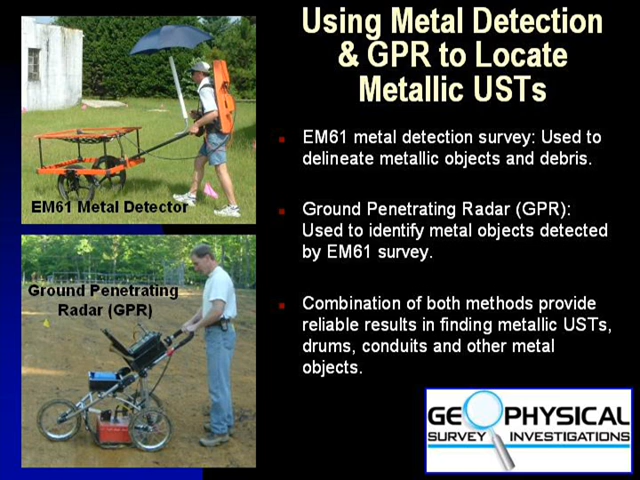 Using Metal Detection
& GPR to Locate
Metallic USTs
EM61 metal detection survey: Used to
delineate metallic objects and debris.
Ground Penetrating Radar (GPR):
Used to identify metal objects detected
by EM61 survey.
Combination of both methods provide
reliable results in finding metallic USTs,
drums, conduits and other metal
objects.
EM61 Metal Detector
Ground Penetrating
Radar (GPR)
GEOPHYSICAL
SURVEY INVESTIGATIONS